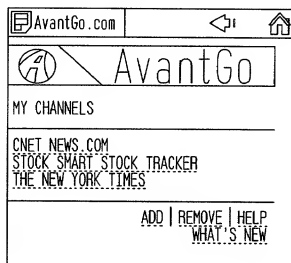 AvantGo.com
AvantGo
MY CHANNELS
CNET NEWS.COM
STOCK SMART STOCK TRACKER
THE NEW YORK TIMES
ADD | REMOVE | HELP
WHAT'S NEW